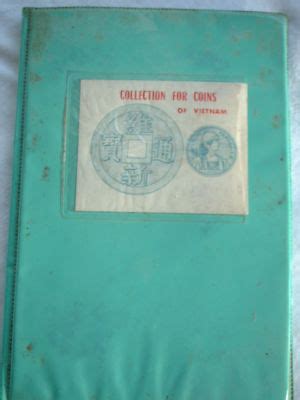 COLLECTION FOR COINS
OF VIETNAM
維
寶 通
新